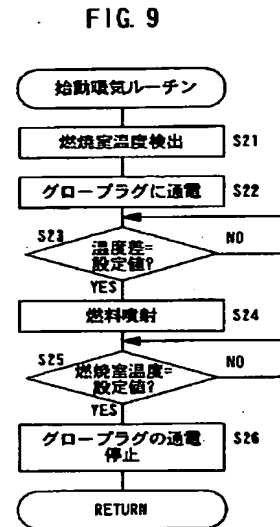 FIG. 9
始動吸気ルーチン
燃焼室温度検出 S21
グロープラグに通電 S22
S23
温度差=
設定値?
NO
YES
燃料噴射 S24
S25
燃焼室温度=
設定値?
NO
YES
グロープラグの通電
停止
S26
RETURN